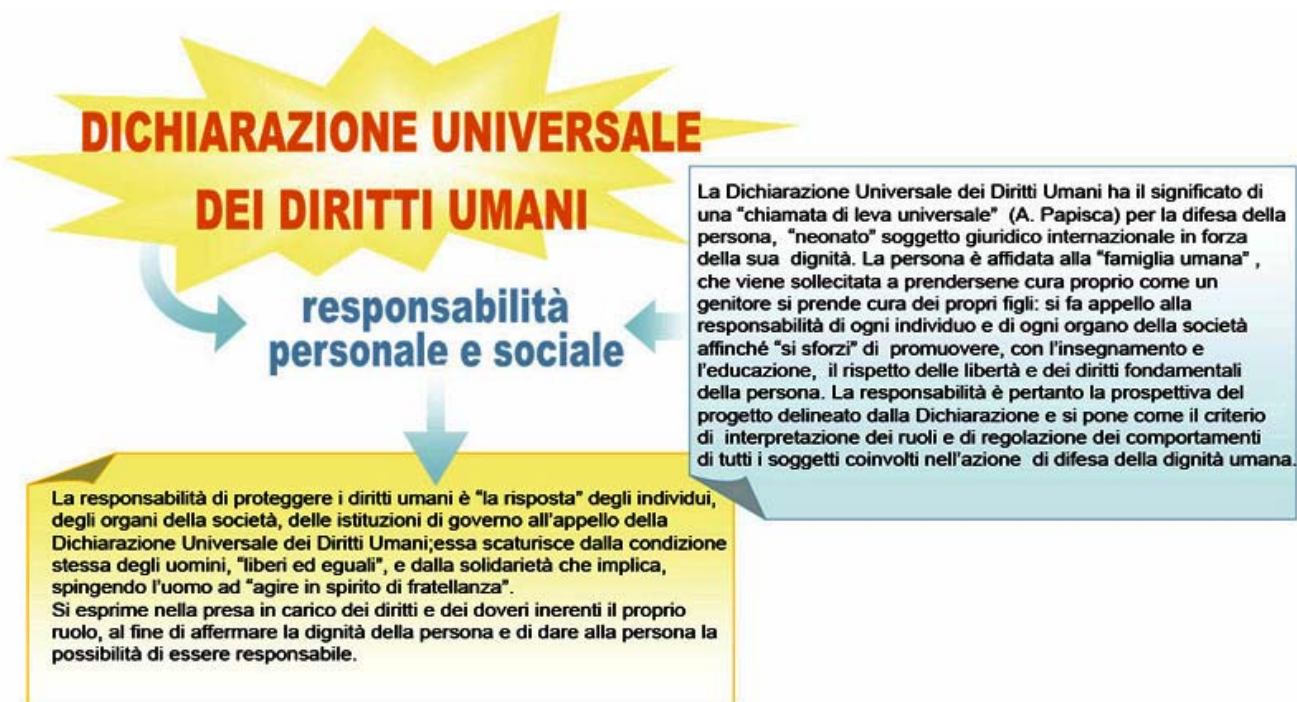 DICHIARAZIONE UNIVERSALE
DEI DIRITTI UMANI
responsabilità
personale e sociale
La Dichiarazione Universale dei Diritti Umani ha il significato di
una “chiamata di leva universale” (A. Papisca) per la difesa della
persona, “neonato” soggetto giuridico internazionale in forza
della sua dignità. La persona è affidata alla “famiglia umana” ,
che viene sollecitata a prendersene cura proprio come un
genitore si prende cura dei propri figli: si fa appello alla
responsabilità di ogni individuo e di ogni organo della società
affinché “si sforzi” di promuovere, con l’insegnamento e
l’educazione, il rispetto delle libertà e dei diritti fondamentali
della persona. La responsabilità è pertanto la prospettiva del
progetto delineato dalla Dichiarazione e si pone come il criterio
di interpretazione dei ruoli e di regolazione dei comportamenti
di tutti i soggetti coinvolti nell’azione di difesa della dignità umana.
La responsabilità di proteggere i diritti umani è “la risposta” degli individui,
degli organi della società, delle istituzioni di governo all’appello della
Dichiarazione Universale dei Diritti Umani;essa scaturisce dalla condizione
stessa degli uomini, “liberi ed eguali”, e dalla solidarietà che implica,
spingendo l’uomo ad “agire in spirito di fratellanza”.
Si esprime nella presa in carico dei diritti e dei doveri inerenti il proprio
ruolo, al fine di affermare la dignità della persona e di dare alla persona la
possibilità di essere responsabile.